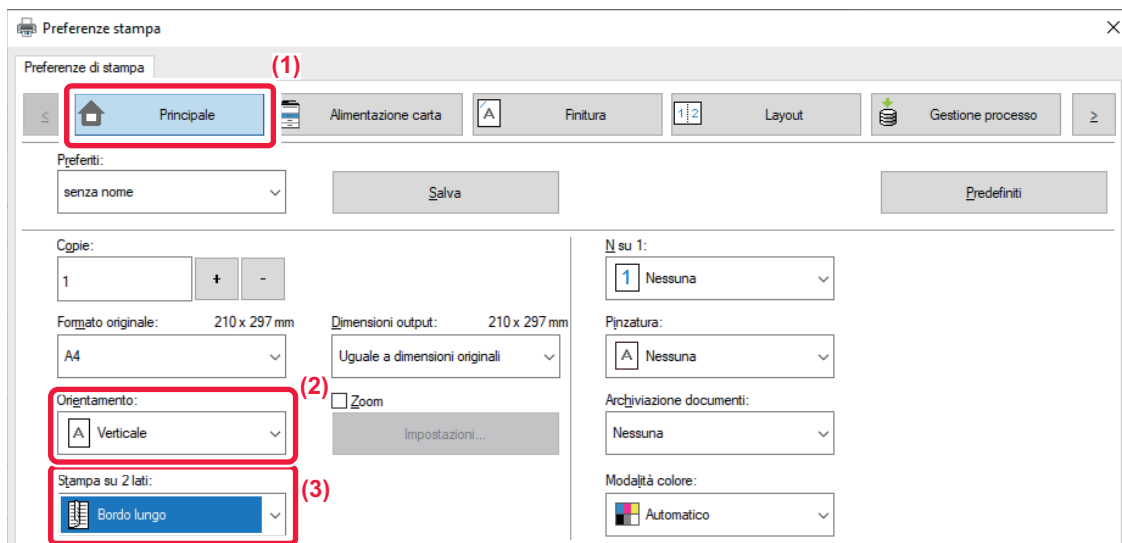 Preferenze stampa
Preferenze di stampa
(1)
< Principale Alimentazione carta A Finitura 1 2 Layout Gestione processo >
Preferiti:
senza nome Salva Predefiniti
Copie:
1 + -
N su 1:
1 Nessuna
Formato originale: 210 x 297 mm
A4
Dimensioni output: 210 x 297 mm
Uguale a dimensioni originali
Pinzatura:
A Nessuna
(2)
Orientamento:
A Verticale
Zoom
Impostazioni...
Archiviazione documenti:
Nessuna
(3)
Stampa su 2 lati:
Bordo lungo
Modalità colore:
Automatico